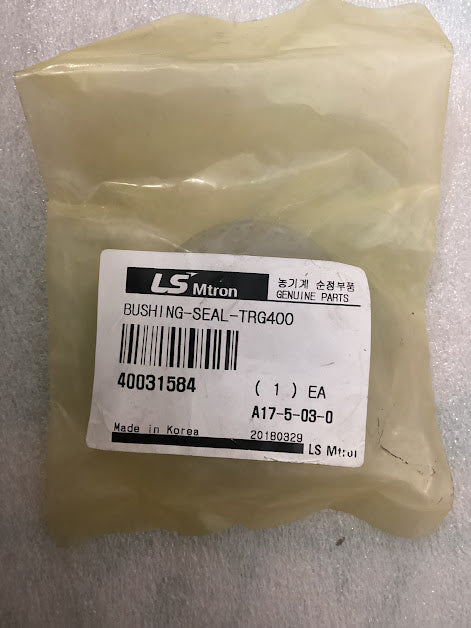 LS Mtron
농기계 순정부품
GENUINE PARTS
BUSHING-SEAL-TRG400
40031584
( 1 ) EA
A17-5-03-0
Made in Korea
20180329
LS Mtron